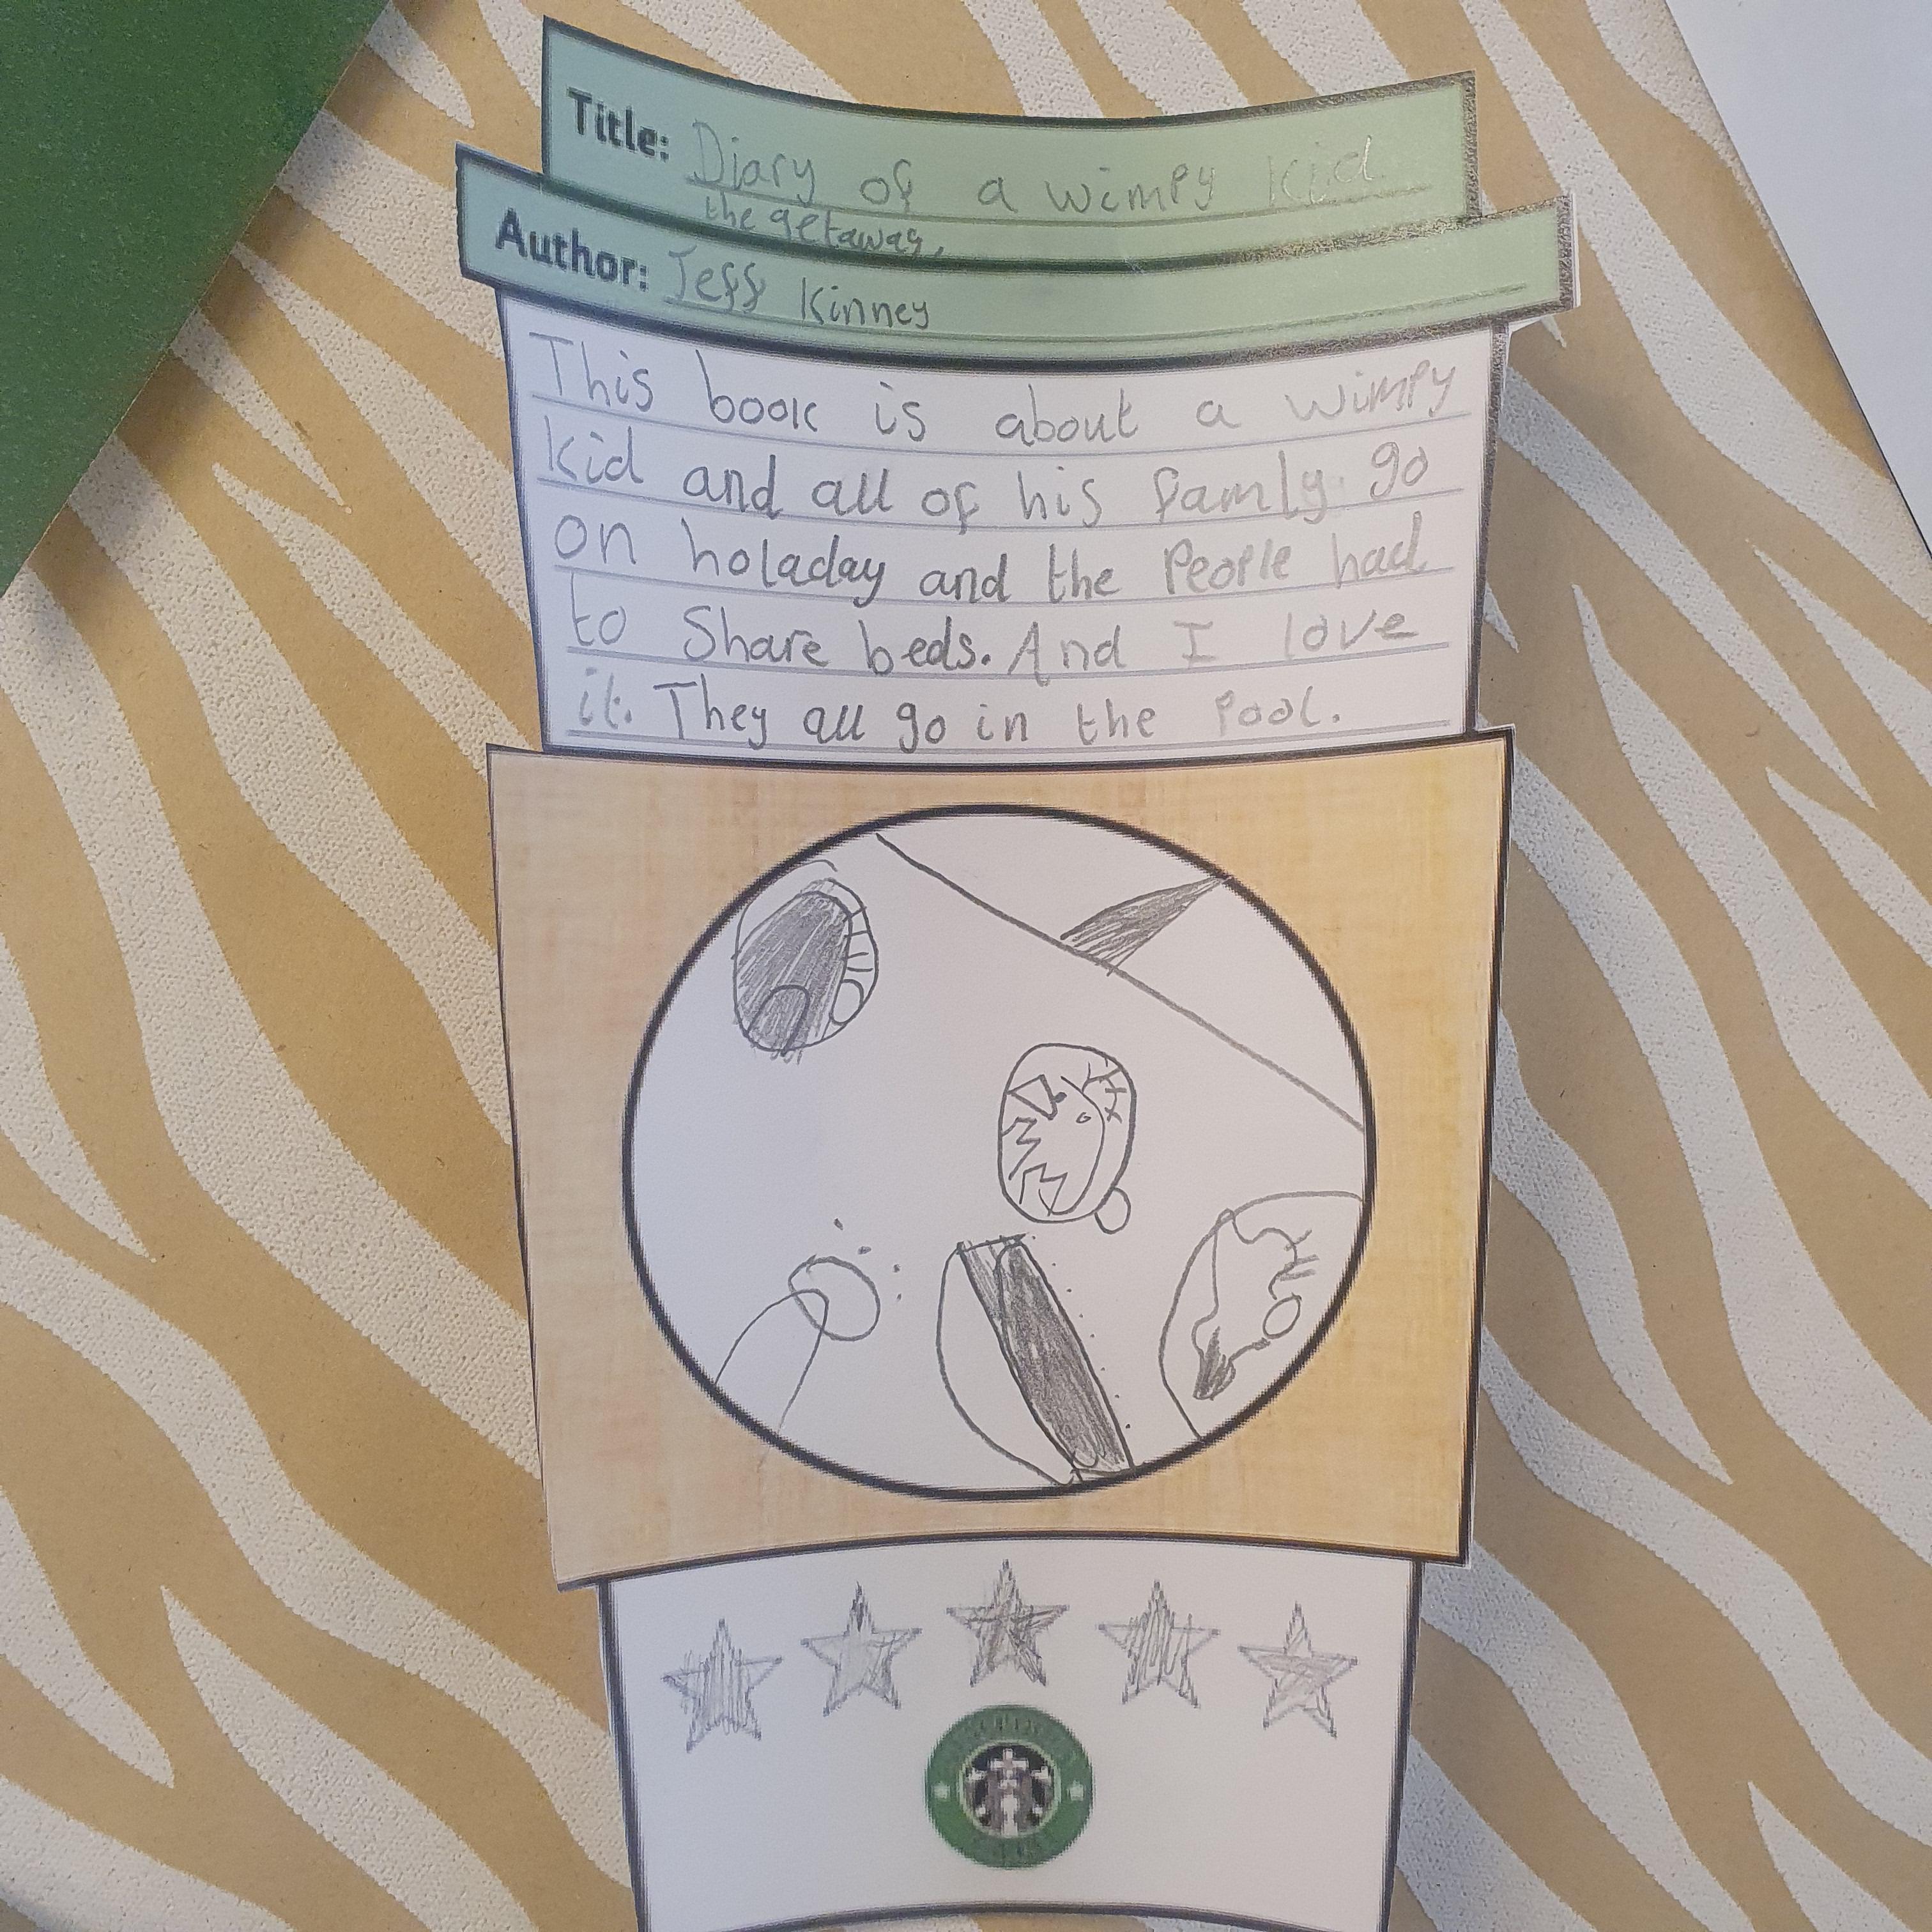 Title: Diary of a wimpy kid
the getaway,
Author: Jeff Kinney
This book is about a wimpy
kid and all of his famly. go
on holaday and the People had
to Share beds. And I love
it. They all go in the Pool.